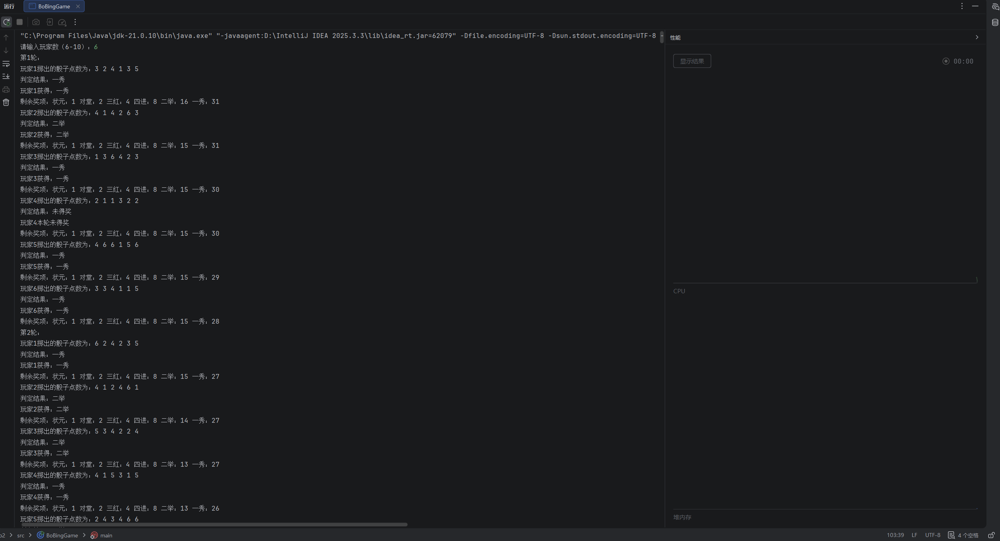 运行 BoBingGame
"C:\Program Files\Java\jdk-21.0.10\bin\java.exe" "-javaagent:D:\IntelliJ IDEA 2025.3.3\lib\idea_rt.jar=62079" -Dfile.encoding=UTF-8 -Dsun.stdout.encoding=UTF-8 -
请输入玩家数（6-10）：6
第1轮：
玩家1掷出的骰子点数为：3 2 4 1 3 5
判定结果：一秀
玩家1获得：一秀
剩余奖项：状元：1 对堂：2 三红：4 四进：8 二举：16 一秀：31
玩家2掷出的骰子点数为：4 1 4 2 6 3
判定结果：二举
玩家2获得：二举
剩余奖项：状元：1 对堂：2 三红：4 四进：8 二举：15 一秀：31
玩家3掷出的骰子点数为：1 3 6 4 2 3
判定结果：一秀
玩家3获得：一秀
剩余奖项：状元：1 对堂：2 三红：4 四进：8 二举：15 一秀：30
玩家4掷出的骰子点数为：2 1 1 3 2 2
判定结果：未得奖
玩家4本轮未得奖
剩余奖项：状元：1 对堂：2 三红：4 四进：8 二举：15 一秀：30
玩家5掷出的骰子点数为：4 6 6 1 5 6
判定结果：一秀
玩家5获得：一秀
剩余奖项：状元：1 对堂：2 三红：4 四进：8 二举：15 一秀：29
玩家6掷出的骰子点数为：3 3 4 1 1 5
判定结果：一秀
玩家6获得：一秀
剩余奖项：状元：1 对堂：2 三红：4 四进：8 二举：15 一秀：28
第2轮：
玩家1掷出的骰子点数为：6 2 4 2 3 5
判定结果：一秀
玩家1获得：一秀
剩余奖项：状元：1 对堂：2 三红：4 四进：8 二举：15 一秀：27
玩家2掷出的骰子点数为：4 1 2 4 6 1
判定结果：二举
玩家2获得：二举
剩余奖项：状元：1 对堂：2 三红：4 四进：8 二举：14 一秀：27
玩家3掷出的骰子点数为：5 3 4 2 2 4
判定结果：二举
玩家3获得：二举
剩余奖项：状元：1 对堂：2 三红：4 四进：8 二举：13 一秀：27
玩家4掷出的骰子点数为：4 1 5 3 1 5
判定结果：一秀
玩家4获得：一秀
剩余奖项：状元：1 对堂：2 三红：4 四进：8 二举：13 一秀：26
玩家5掷出的骰子点数为：2 4 3 4 6 6
性能
显示结果 00:00
CPU
堆内存
src BoBingGame main
103:39 LF UTF-8 4 个空格